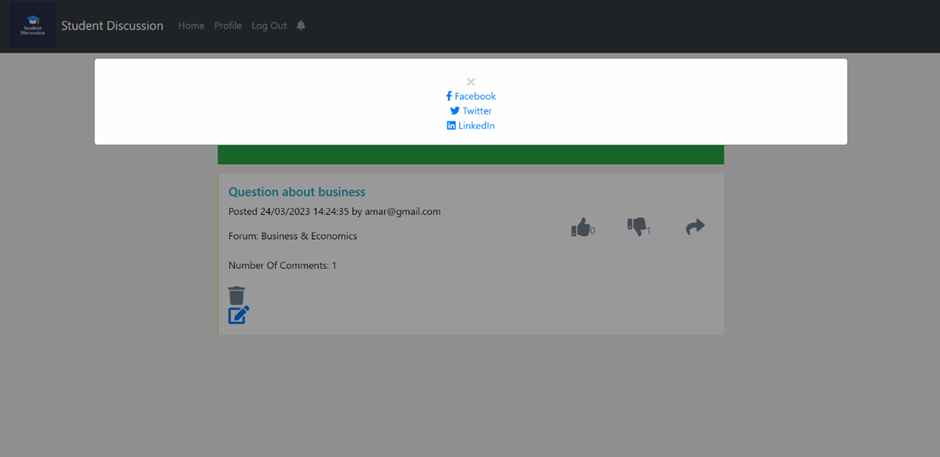 Student
Discussion
Student Discussion Home Profile Log Out
×
Facebook
Twitter
LinkedIn
Question about business
Posted 24/03/2023 14:24:35 by amar@gmail.com
0 1
Forum: Business & Economics
Number Of Comments: 1